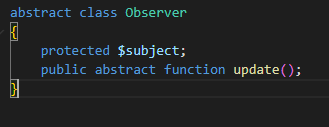 abstract class Observer
{
    protected $subject;
    public abstract function update();
}